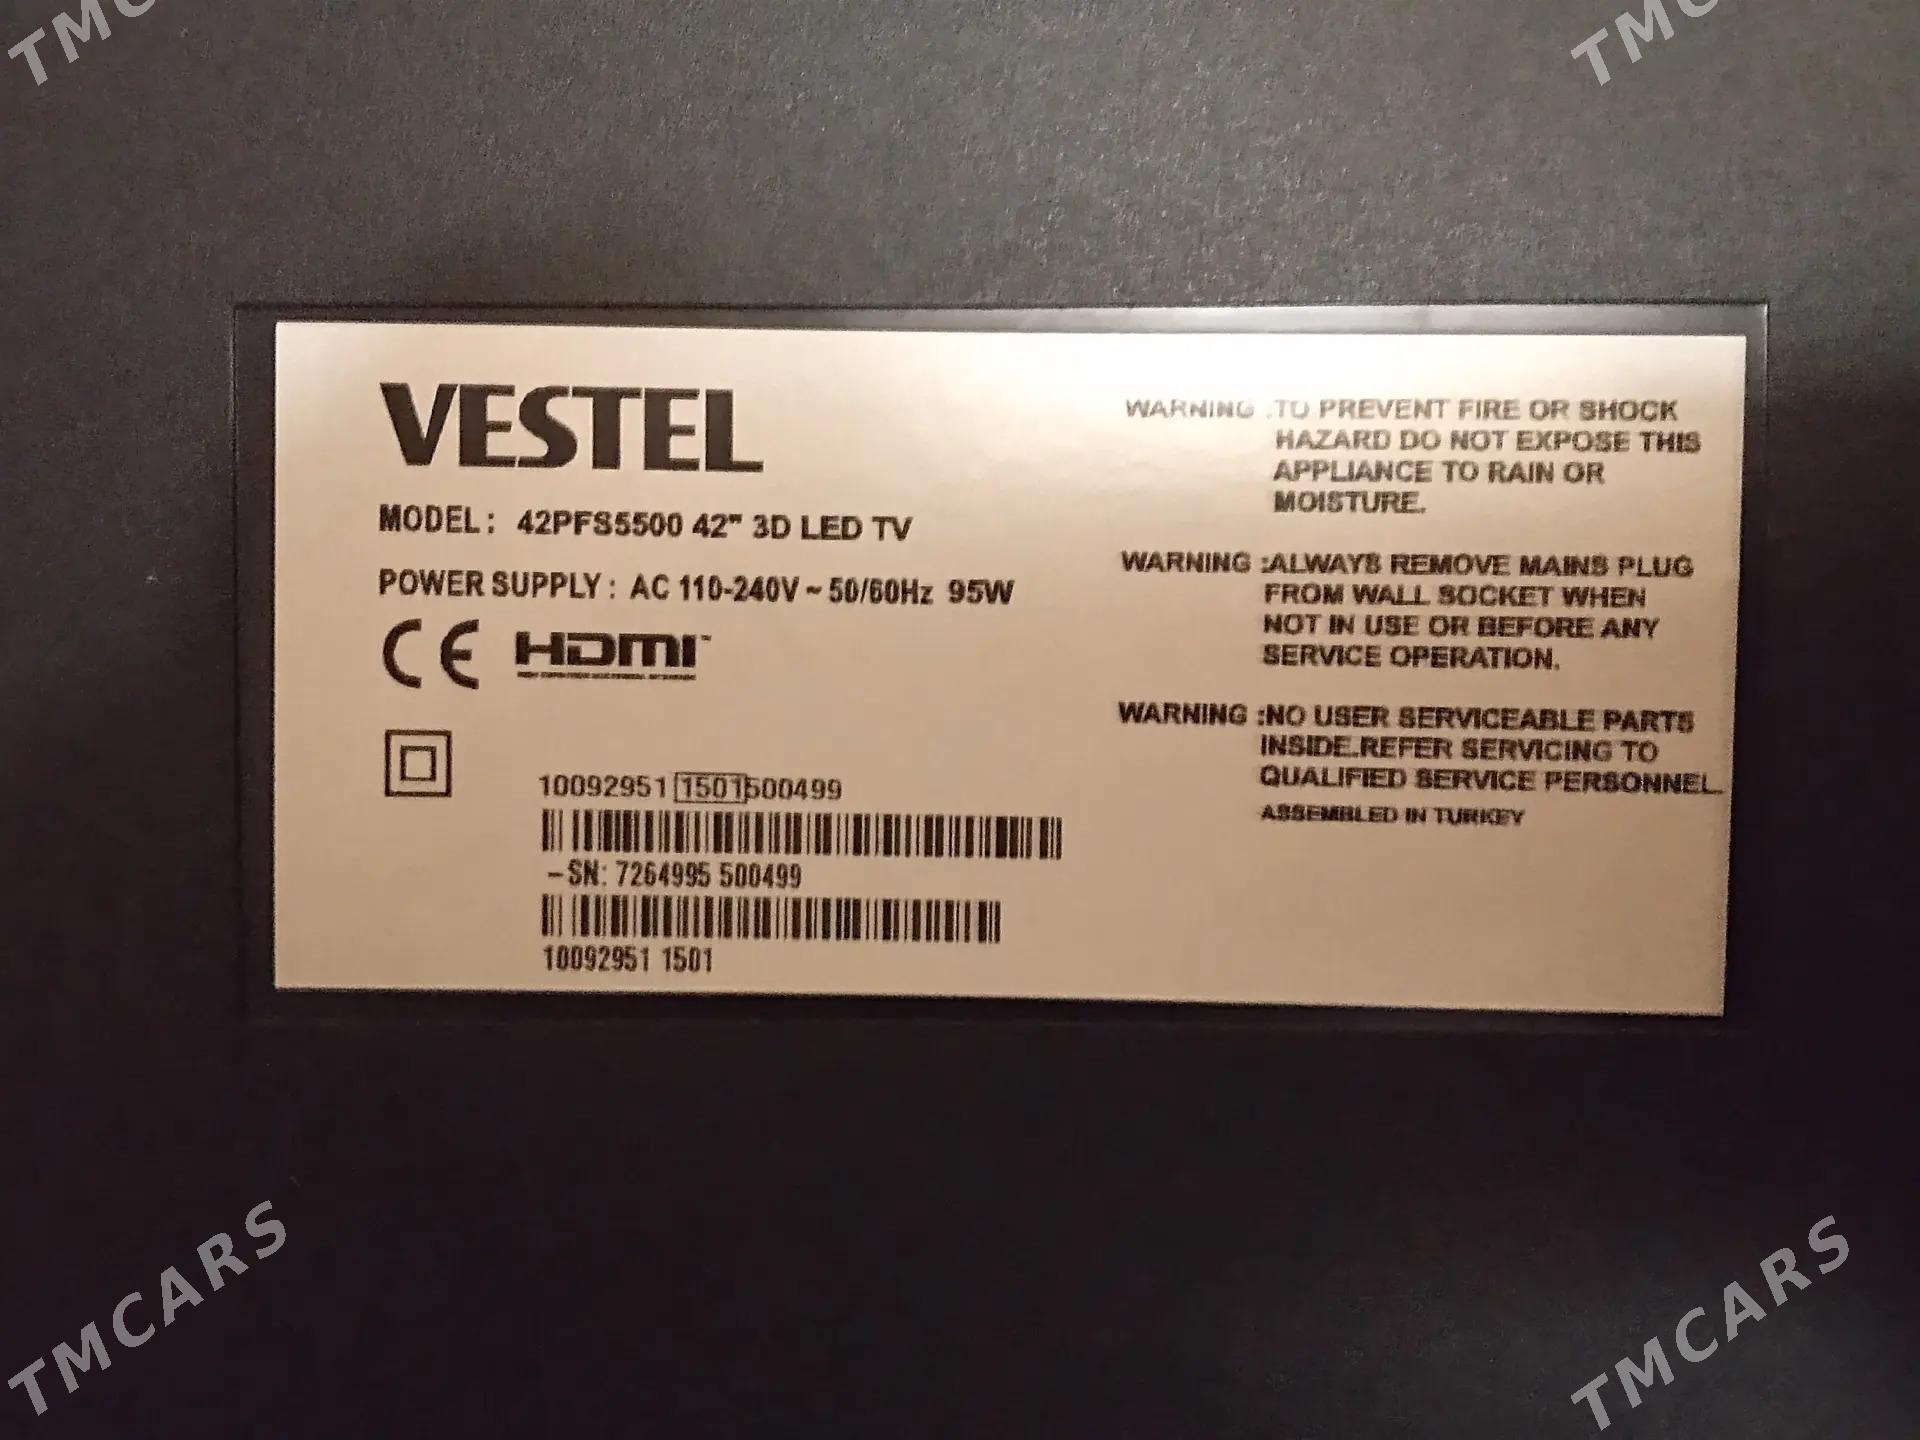 TMC
TMC
VESTEL
MODEL: 42PFS5500 42" 3D LED TV
POWER SUPPLY: AC 110-240V ~ 50/60Hz 95W
CE HDMI™
10092951 1501500499
-SN: 7264995 500499
10092951 1501
WARNING :TO PREVENT FIRE OR SHOCK
HAZARD DO NOT EXPOSE THIS
APPLIANCE TO RAIN OR
MOISTURE.
WARNING :ALWAYS REMOVE MAINS PLUG
FROM WALL SOCKET WHEN
NOT IN USE OR BEFORE ANY
SERVICE OPERATION.
WARNING :NO USER SERVICEABLE PARTS
INSIDE.REFER SERVICING TO
QUALIFIED SERVICE PERSONNEL.
ASSEMBLED IN TURKEY
TMCARS
TMCARS